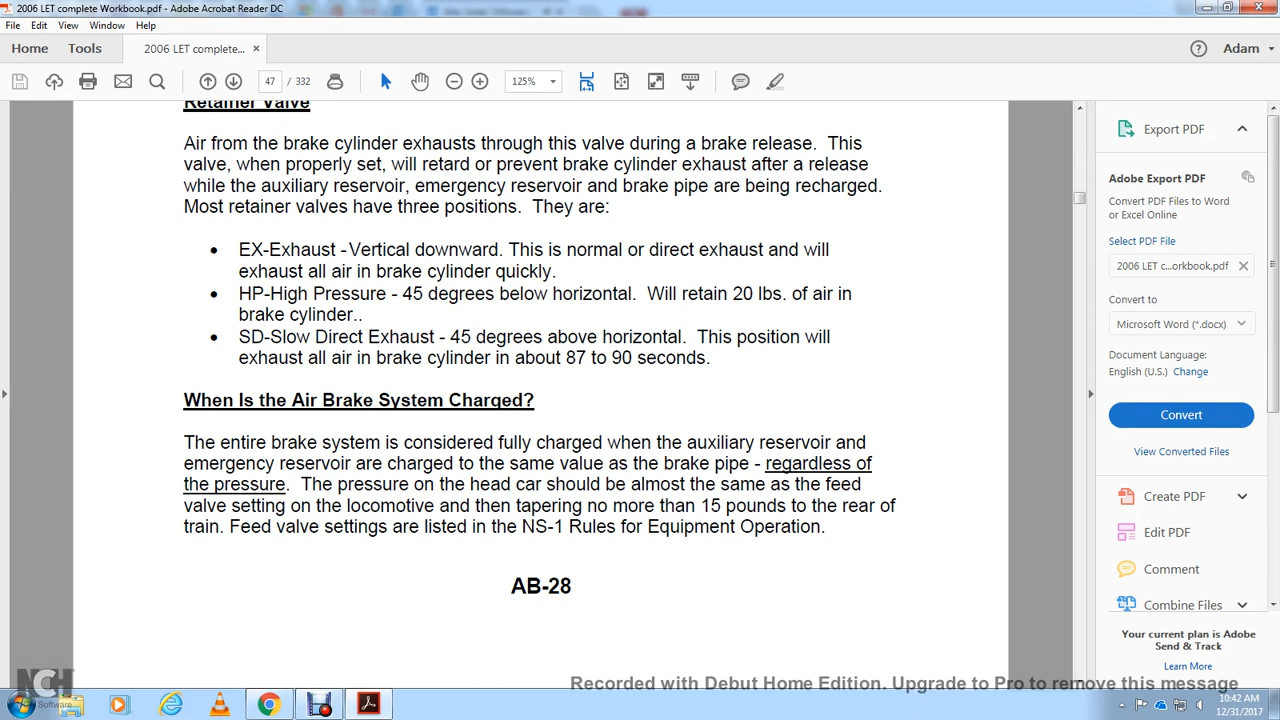 2006 LET complete Workbook.pdf - Adobe Acrobat Reader DC
File Edit View Window Help
Home Tools 2006 LET complete... × Adam
47 / 332 125%
Retainer Valve
Air from the brake cylinder exhausts through this valve during a brake release. This
valve, when properly set, will retard or prevent brake cylinder exhaust after a release
while the auxiliary reservoir, emergency reservoir and brake pipe are being recharged.
Most retainer valves have three positions. They are:
• EX-Exhaust -Vertical downward. This is normal or direct exhaust and will
exhaust all air in brake cylinder quickly.
• HP-High Pressure - 45 degrees below horizontal. Will retain 20 lbs. of air in
brake cylinder..
• SD-Slow Direct Exhaust - 45 degrees above horizontal. This position will
exhaust all air in brake cylinder in about 87 to 90 seconds.
When Is the Air Brake System Charged?
The entire brake system is considered fully charged when the auxiliary reservoir and
emergency reservoir are charged to the same value as the brake pipe - regardless of
the pressure. The pressure on the head car should be almost the same as the feed
valve setting on the locomotive and then tapering no more than 15 pounds to the rear of
train. Feed valve settings are listed in the NS-1 Rules for Equipment Operation.
AB-28
Export PDF
Adobe Export PDF
Convert PDF Files to Word
or Excel Online
Select PDF File
2006 LET c...orkbook.pdf ×
Convert to
Microsoft Word (*.docx)
Document Language:
English (U.S.) Change
Convert
View Converted Files
Create PDF
Edit PDF
Comment
Combine Files
Your current plan is Adobe
Send & Track
Learn More
NCH
Software
Recorded with Debut Home Edition. Upgrade to Pro to remove this message
10:42 AM
12/31/2017